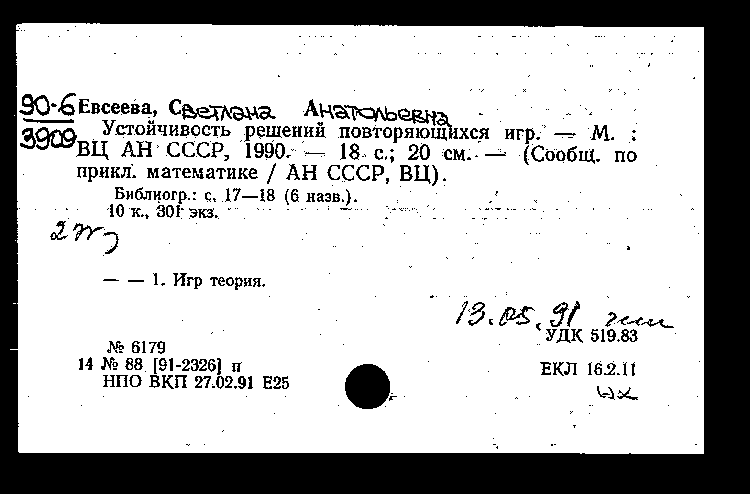 90-6 Евсеева, Светлана Анатольевна
3909 Устойчивость решений повторяющихся игр. — М. :
ВЦ АН СССР, 1990. — 18 с.; 20 см. — (Сообщ. по
прикл. математике / АН СССР, ВЦ).
Библиогр.: с. 17—18 (6 назв.).
10 к., 301 экз.
— — 1. Игр теория.
13.05.91
УДК 519.83
№ 6179
14 № 88 [91-2326] п
ЕКЛ 16.2.11
НПО ВКП 27.02.91 Е25